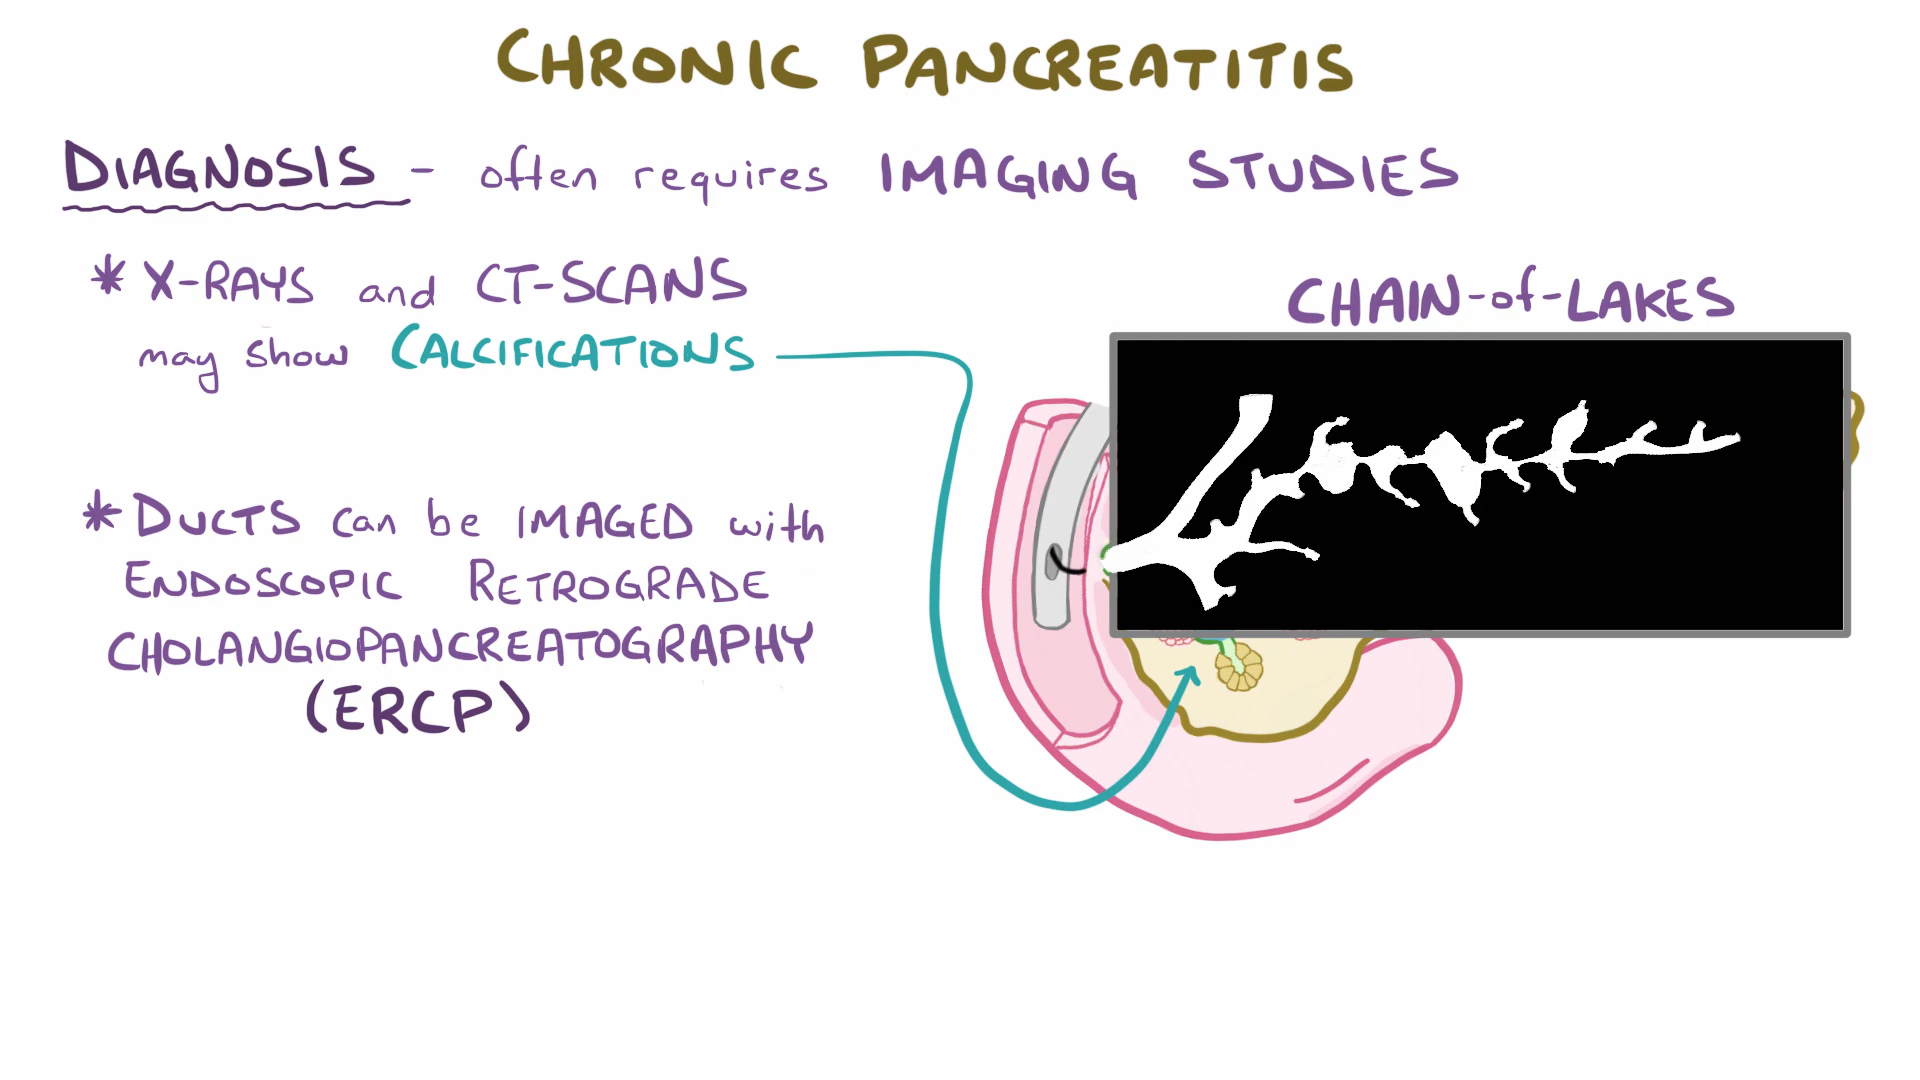 CHRONIC PANCREATITIS
DIAGNOSIS - often requires IMAGING STUDIES
* X-RAYS and CT-SCANS
may show CALCIFICATIONS
CHAIN-of-LAKES
* DUCTS can be IMAGED with
ENDOSCOPIC RETROGRADE
CHOLANGIOPANCREATOGRAPHY
(ERCP)